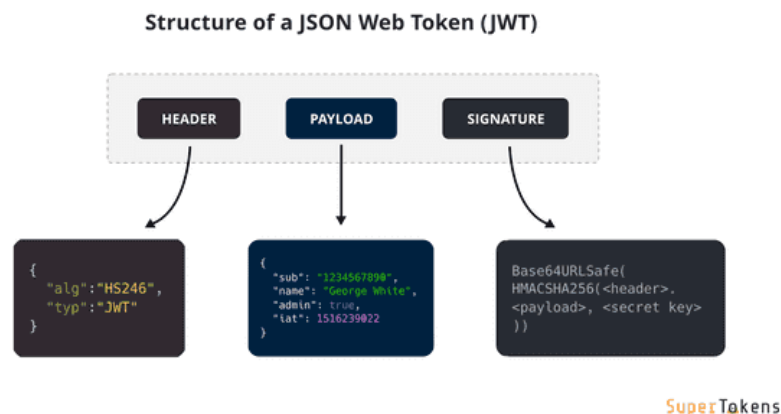 Structure of a JSON Web Token (JWT)
HEADER
PAYLOAD
SIGNATURE
{
"alg":"HS246",
"typ":"JWT"
}
{
"sub": "1234567890",
"name": "George White",
"admin": true,
"iat": 1516239022
}
Base64URLSafe(
HMACSHA256(<header>.
<payload>, <secret key>
))
SuperTokens